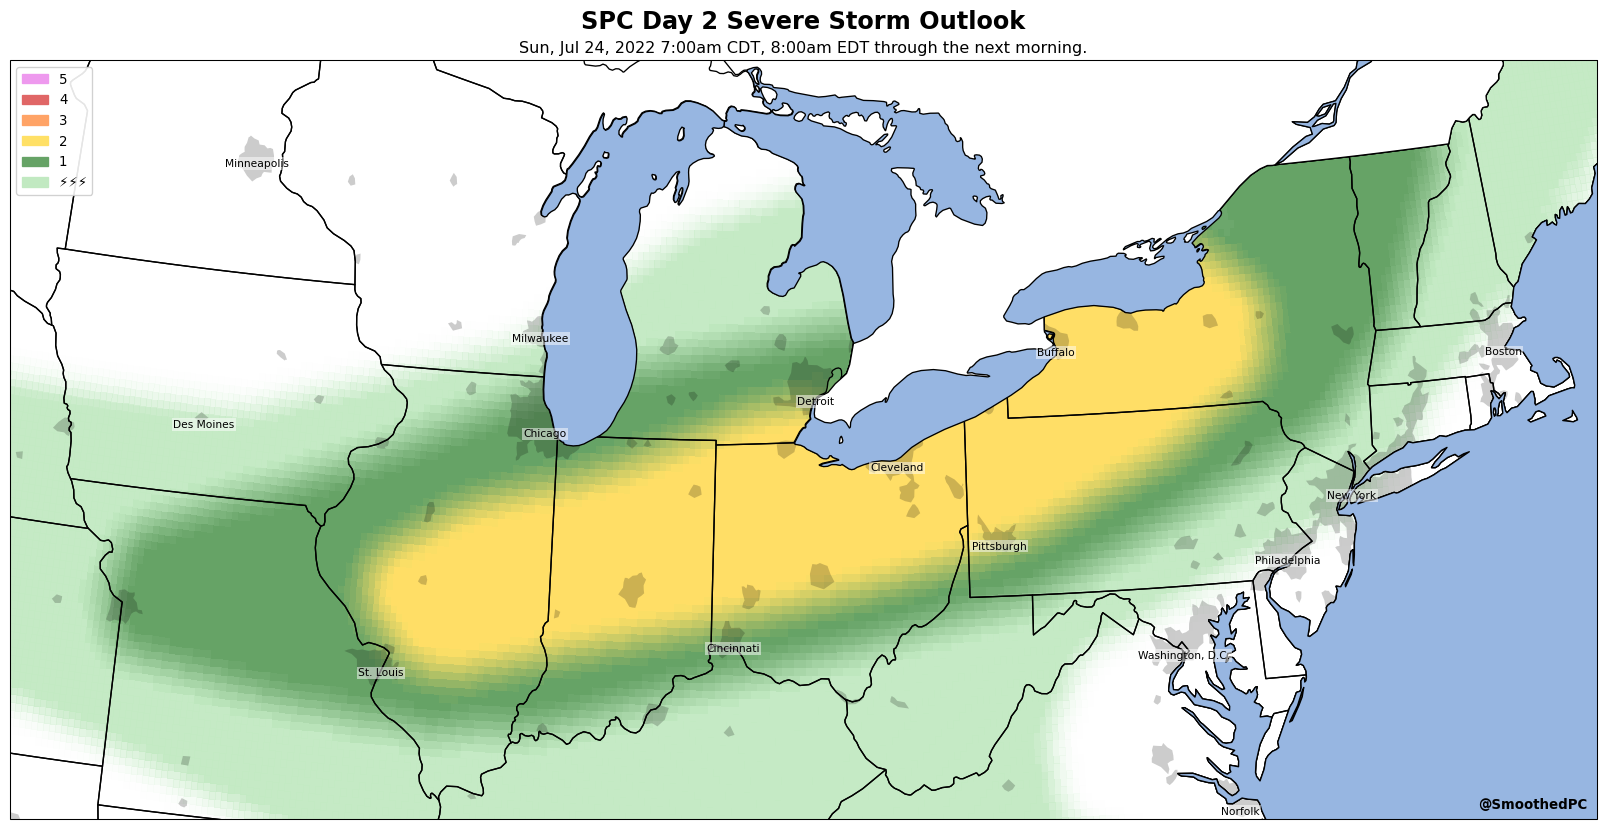 SPC Day 2 Severe Storm Outlook
Sun, Jul 24, 2022 7:00am CDT, 8:00am EDT through the next morning.
5
4
3
2
1
⚡⚡⚡
Minneapolis
Milwaukee
Buffalo
Boston
Detroit
Des Moines
Chicago
Cleveland
New York
Pittsburgh
Philadelphia
Cincinnati
Washington, D.C.
St. Louis
@SmoothedPC
Norfolk